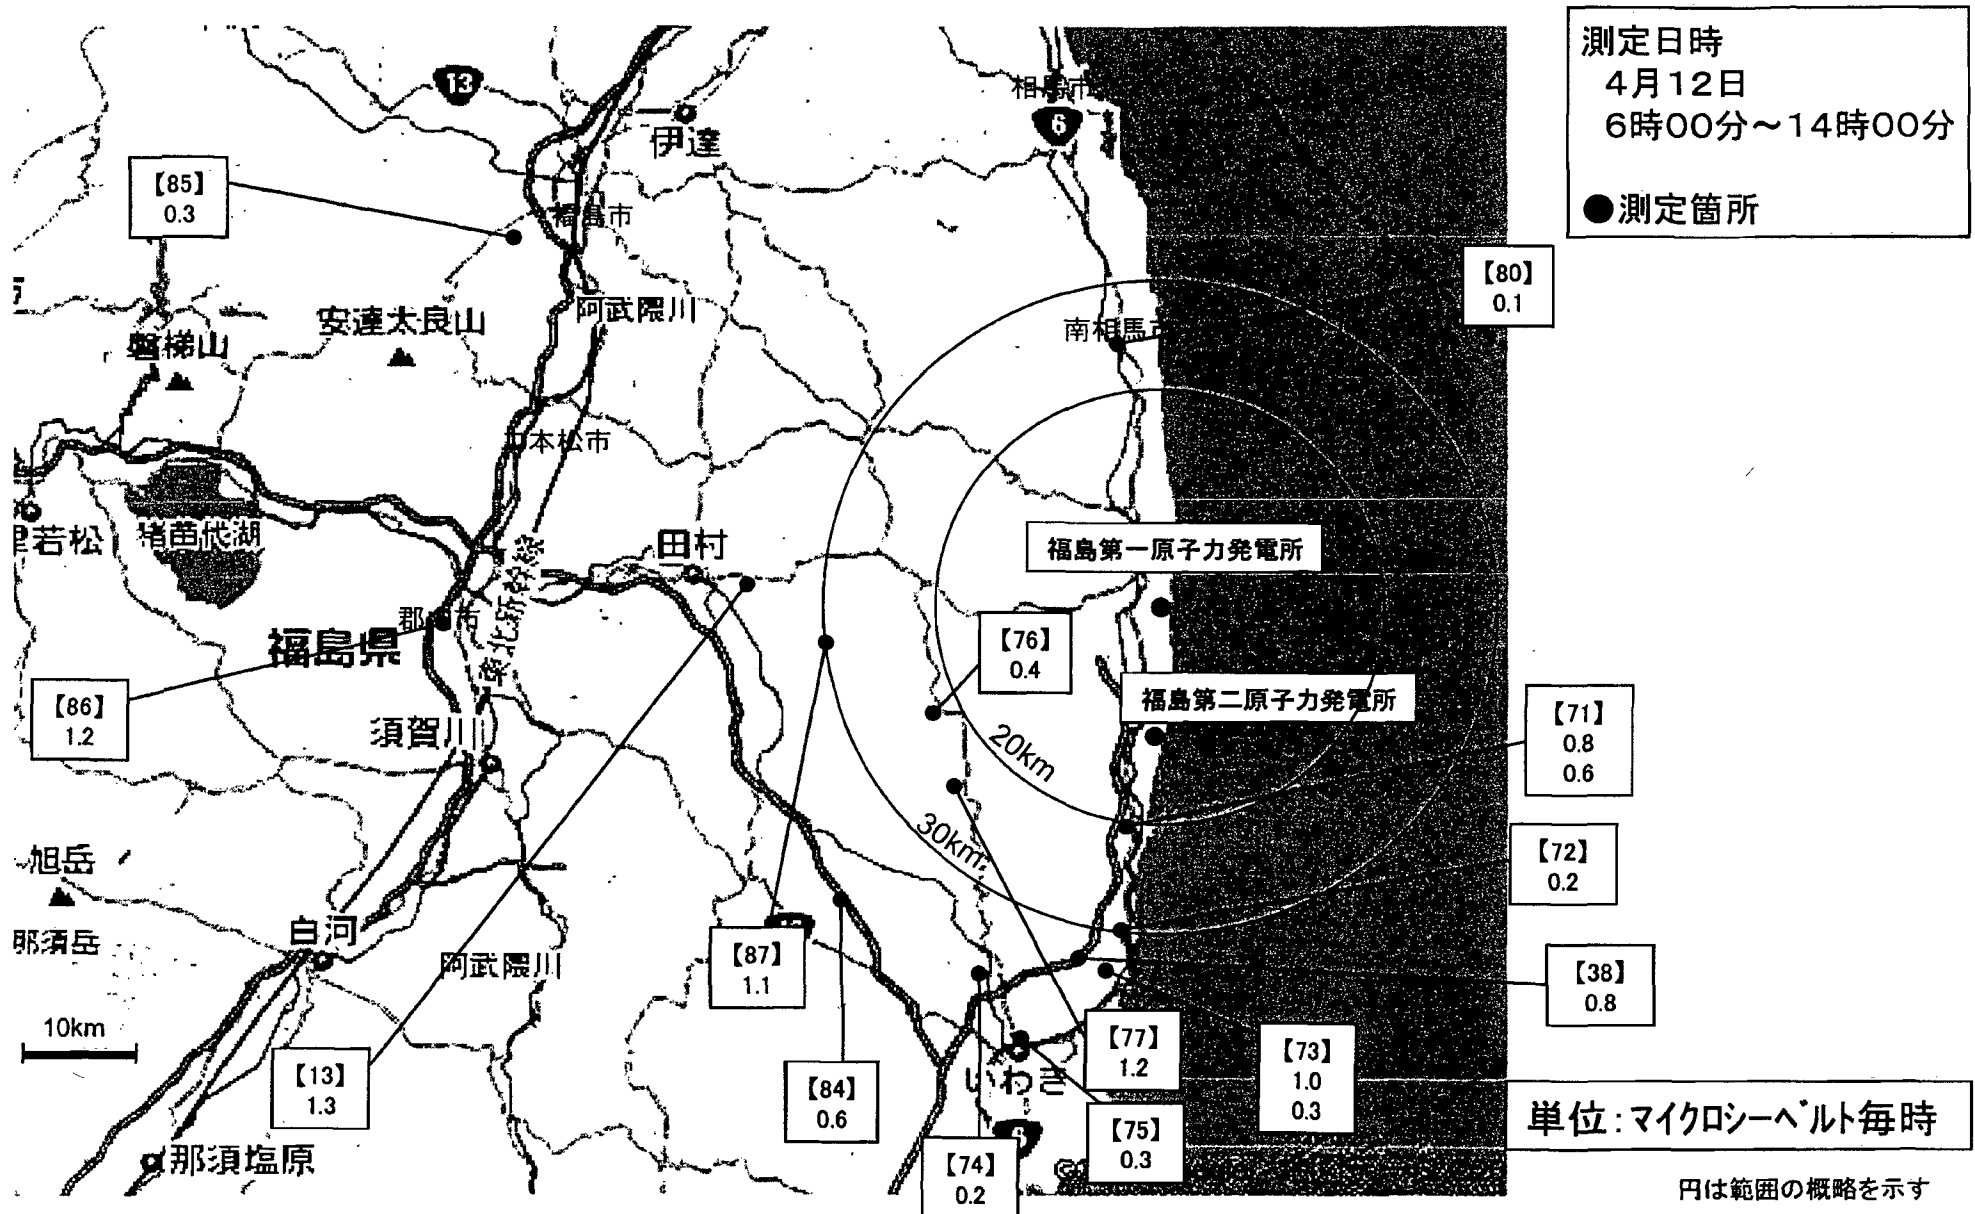 測定日時
4月12日
6時00分～14時00分
●測定箇所
13
相馬市
6
伊達
【85】
0.3
福島市
【80】
0.1
阿武隈川
安達太良山
南相馬市
磐梯山
二本松市
若松
猪苗代湖
田村
東北新幹線
福島第一原子力発電所
郡山市
福島県
【76】
0.4
福島第二原子力発電所
【86】
1.2
須賀川
【71】
0.8
0.6
20km
30km
【72】
0.2
旭岳
那須岳
白河
阿武隈川
【87】
1.1
【38】
0.8
10km
【13】
1.3
【84】
0.6
【77】
1.2
【73】
1.0
0.3
いわき
【75】
0.3
6
【74】
0.2
単位：マイクロシーベルト毎時
那須塩原
円は範囲の概略を示す